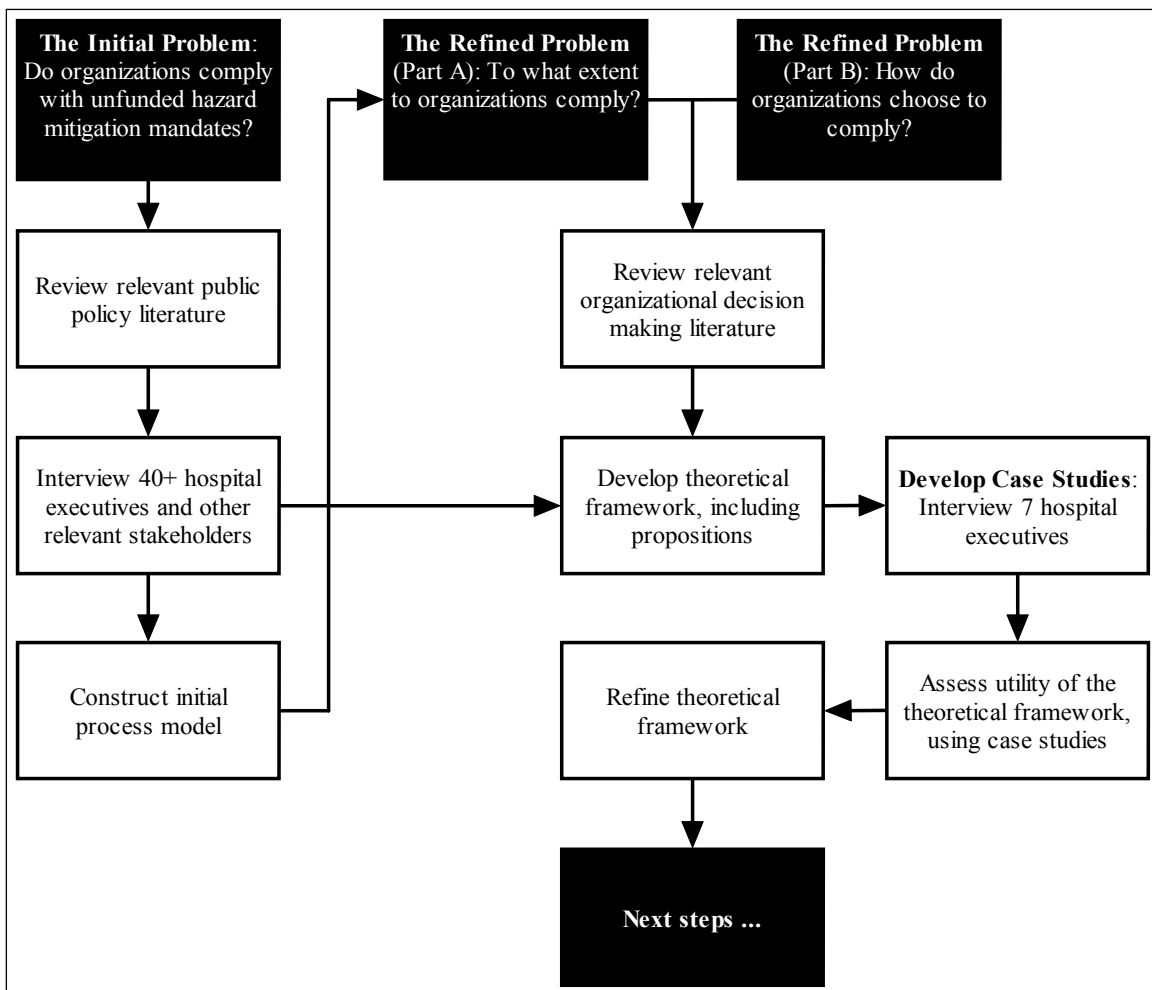 The Initial Problem:
Do organizations comply
with unfunded hazard
mitigation mandates?
The Refined Problem
(Part A): To what extent
to organizations comply?
The Refined Problem
(Part B): How do
organizations choose to
comply?
Review relevant public
policy literature
Review relevant
organizational decision
making literature
Interview 40+ hospital
executives and other
relevant stakeholders
Develop theoretical
framework, including
propositions
Develop Case Studies:
Interview 7 hospital
executives
Construct initial
process model
Refine theoretical
framework
Assess utility of the
theoretical framework,
using case studies
Next steps ...